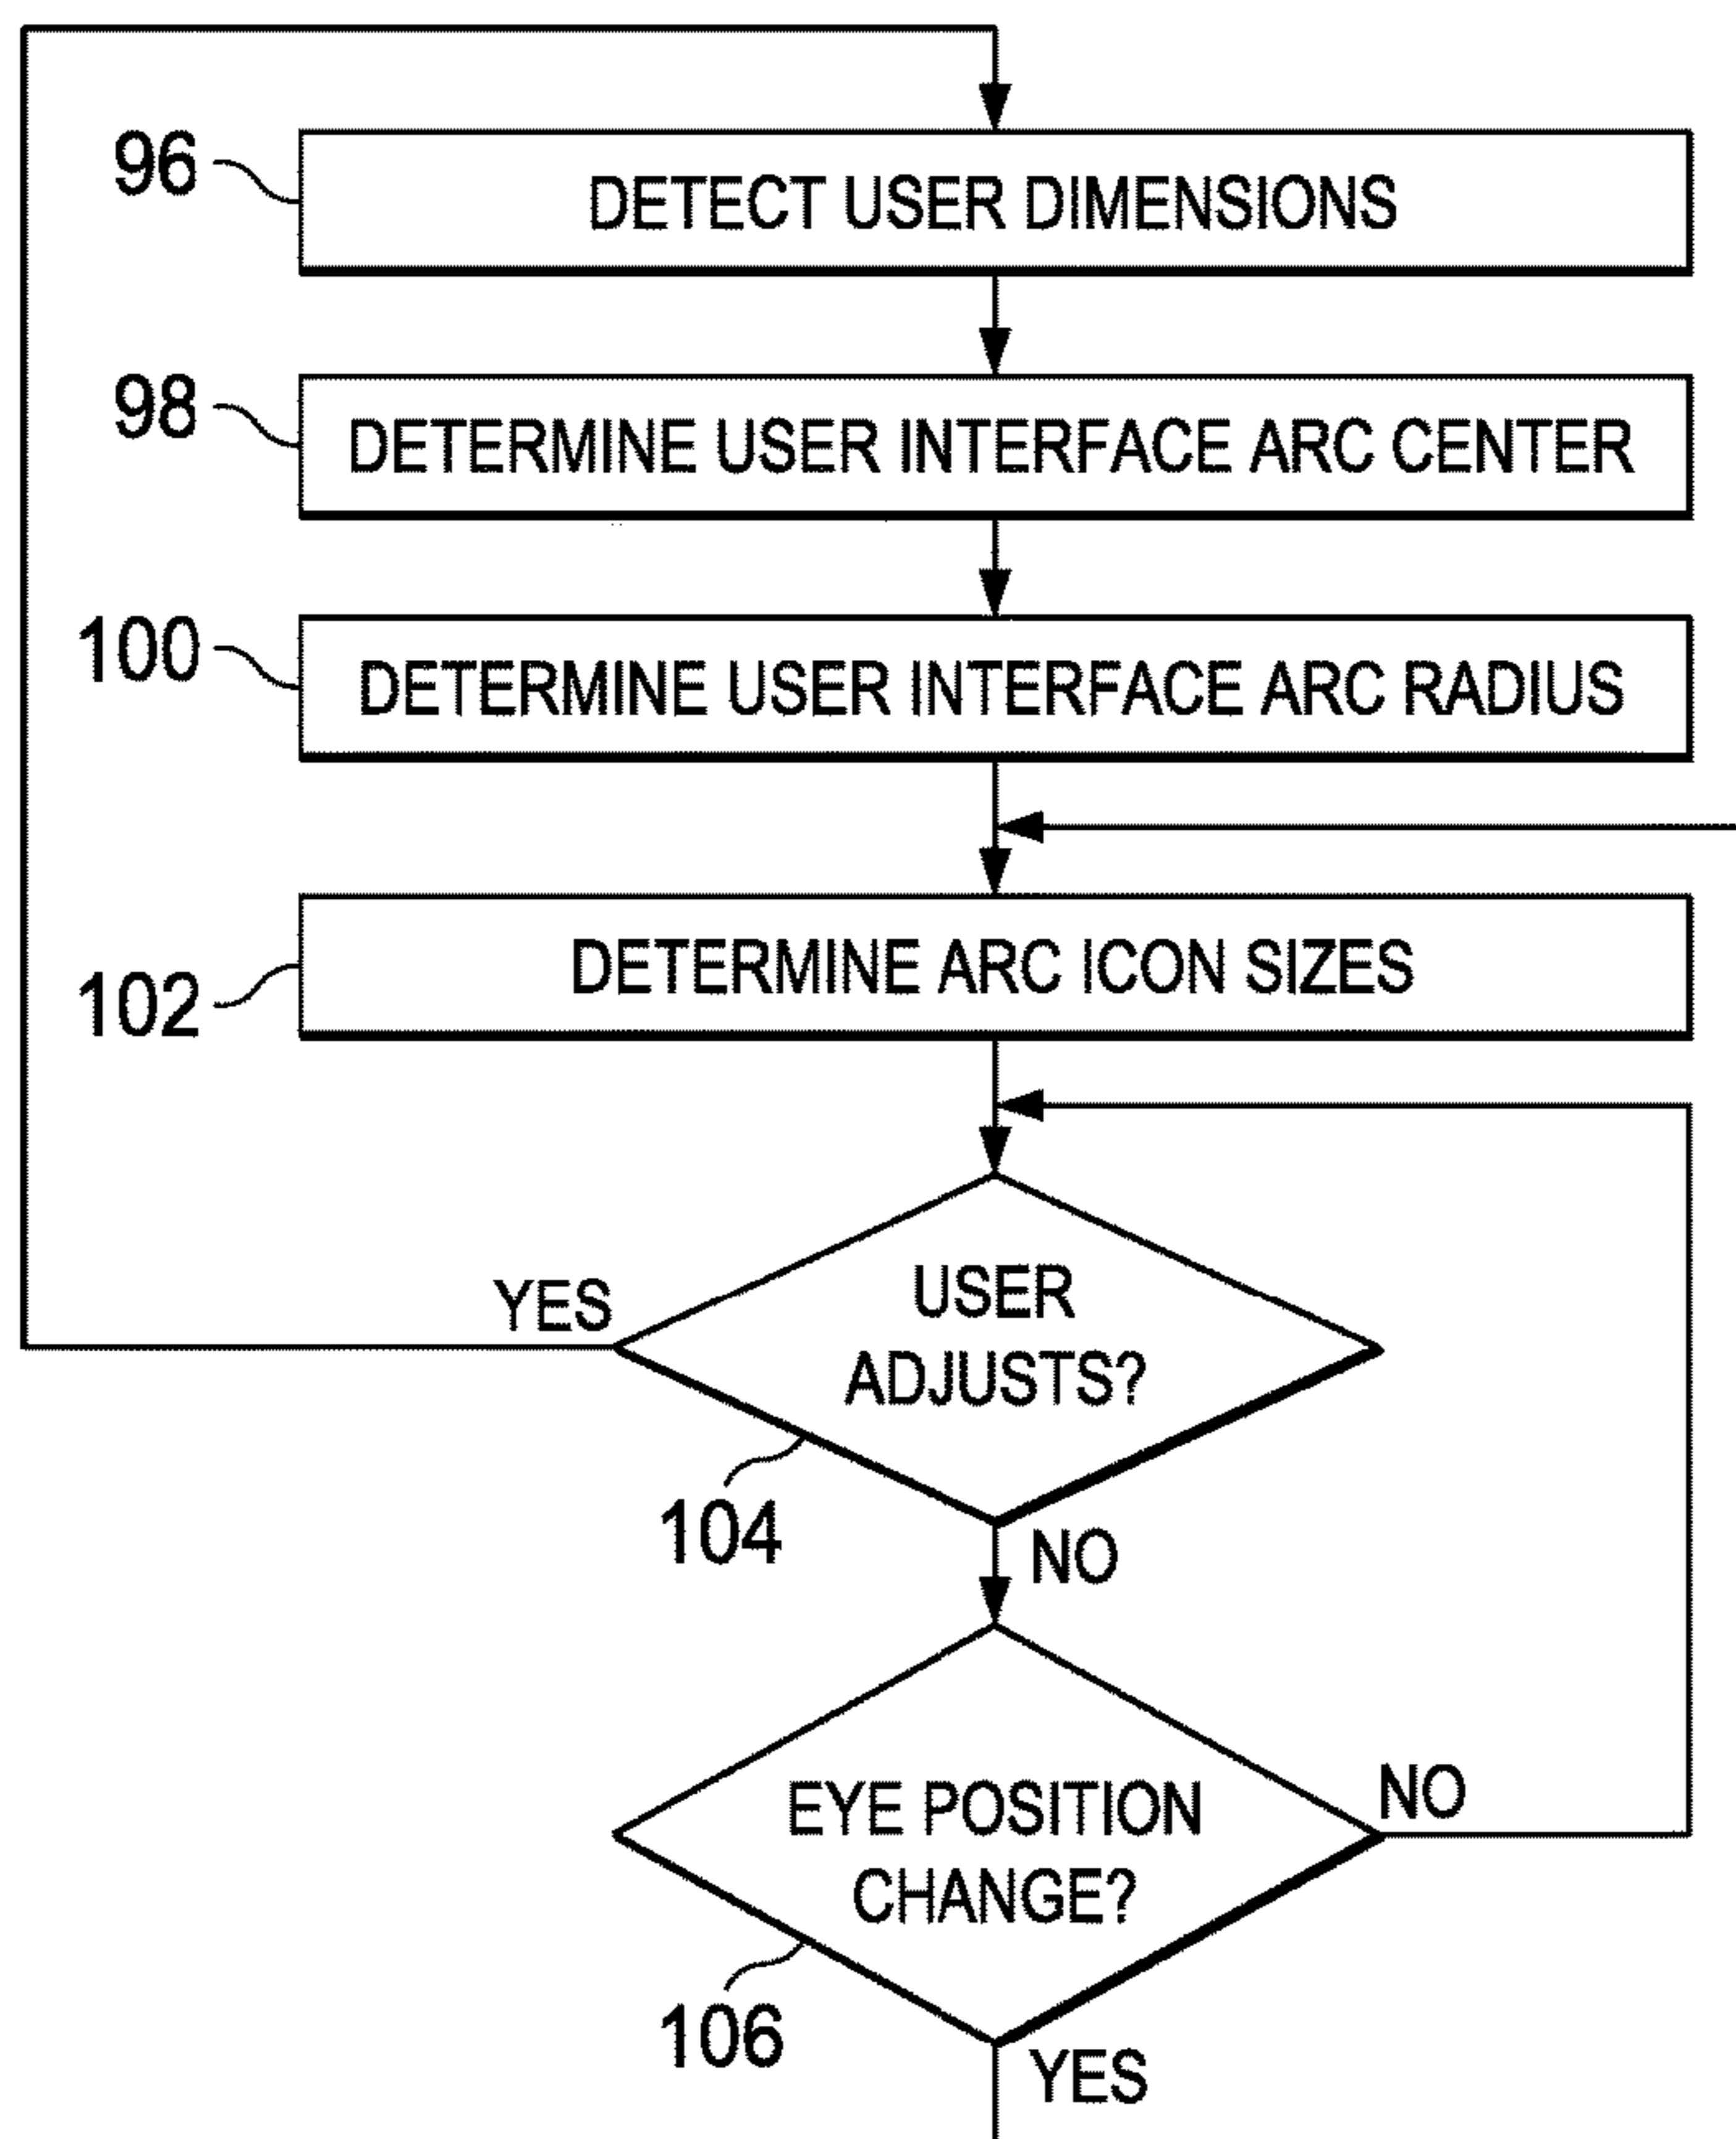 96
DETECT USER DIMENSIONS
98
DETERMINE USER INTERFACE ARC CENTER
100
DETERMINE USER INTERFACE ARC RADIUS
102
DETERMINE ARC ICON SIZES
YES
USER
ADJUSTS?
104
NO
EYE POSITION
CHANGE?
NO
106
YES